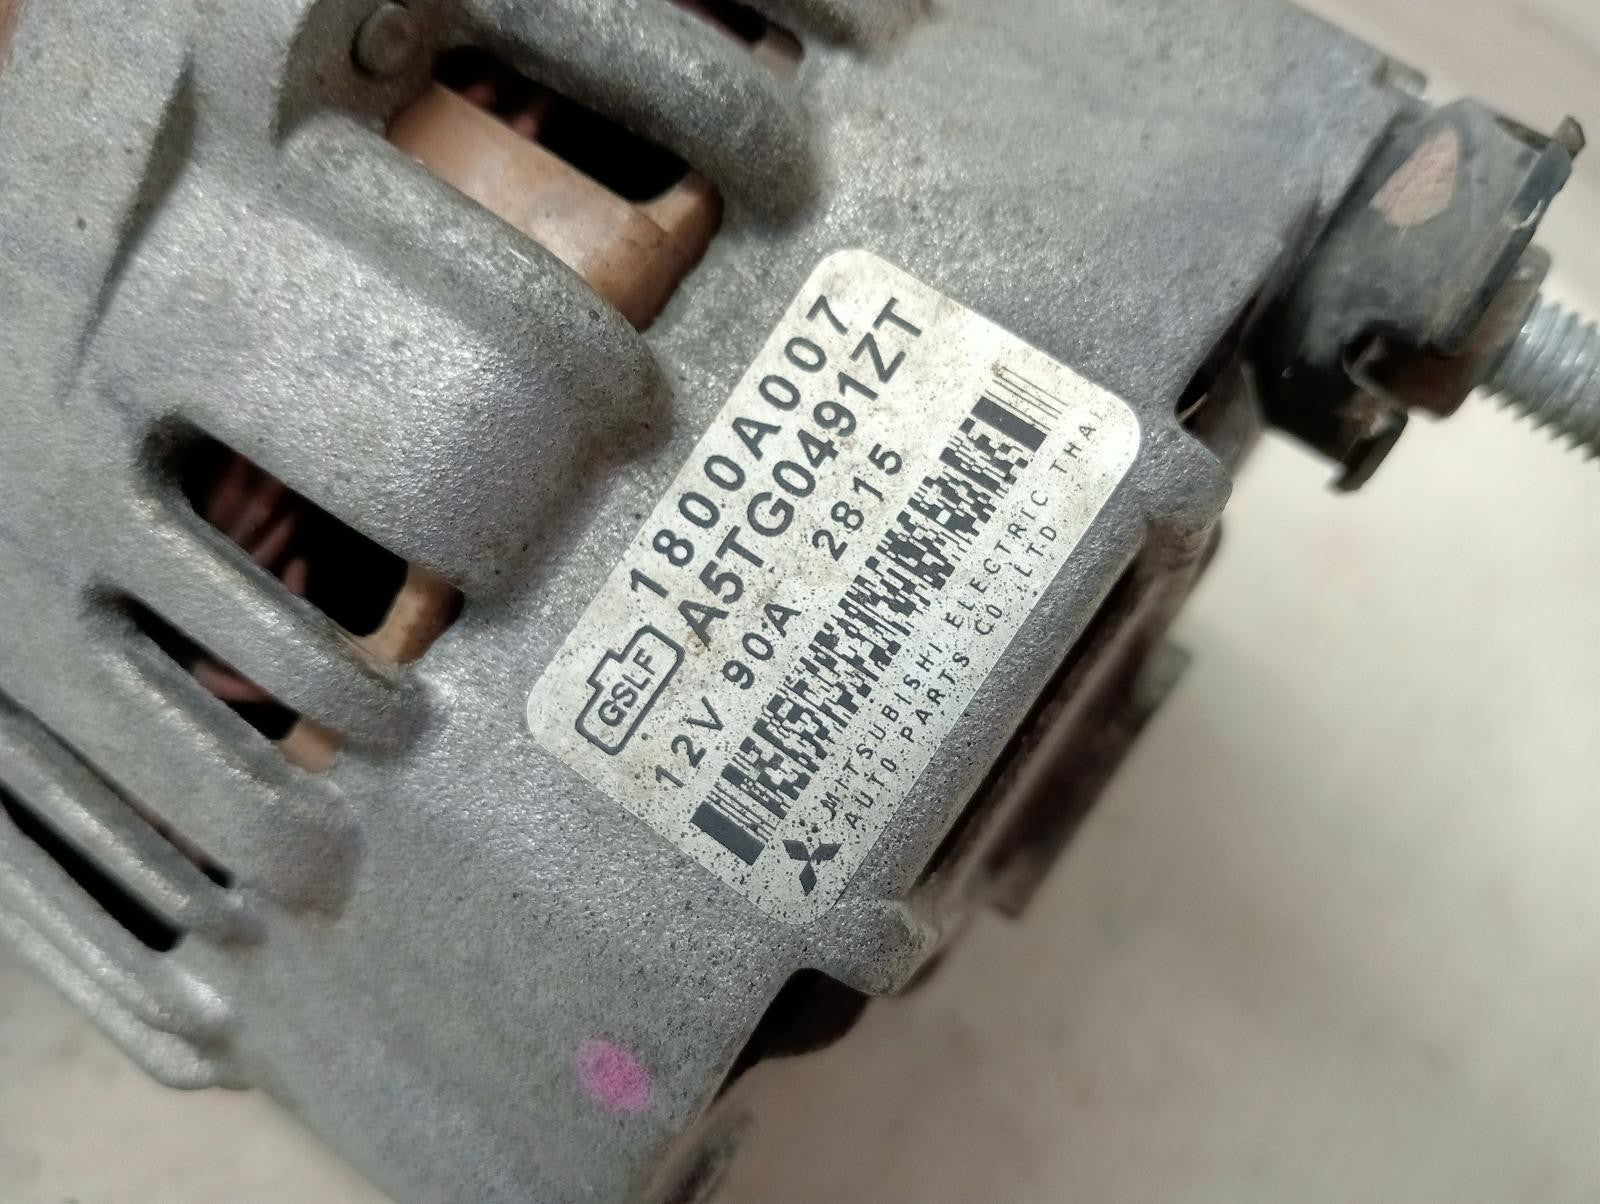 1800A007
A5TG0491ZT
GSLF
12V 90A 2815
MITSUBISHI ELECTRIC THAI
AUTO PARTS CO.,LTD